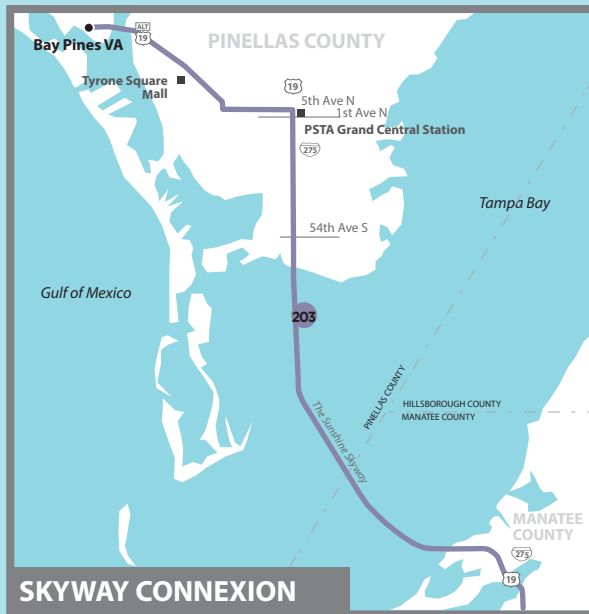 ALT
19
Bay Pines VA
PINELLAS COUNTY
Tyrone Square
Mall
19
5th Ave N
1st Ave N
PSTA Grand Central Station
275
Tampa Bay
54th Ave S
Gulf of Mexico
203
PINELLAS COUNTY
HILLSBOROUGH COUNTY
MANATEE COUNTY
The Sunshine Skyway
MANATEE
COUNTY
275
19
SKYWAY CONNEXION